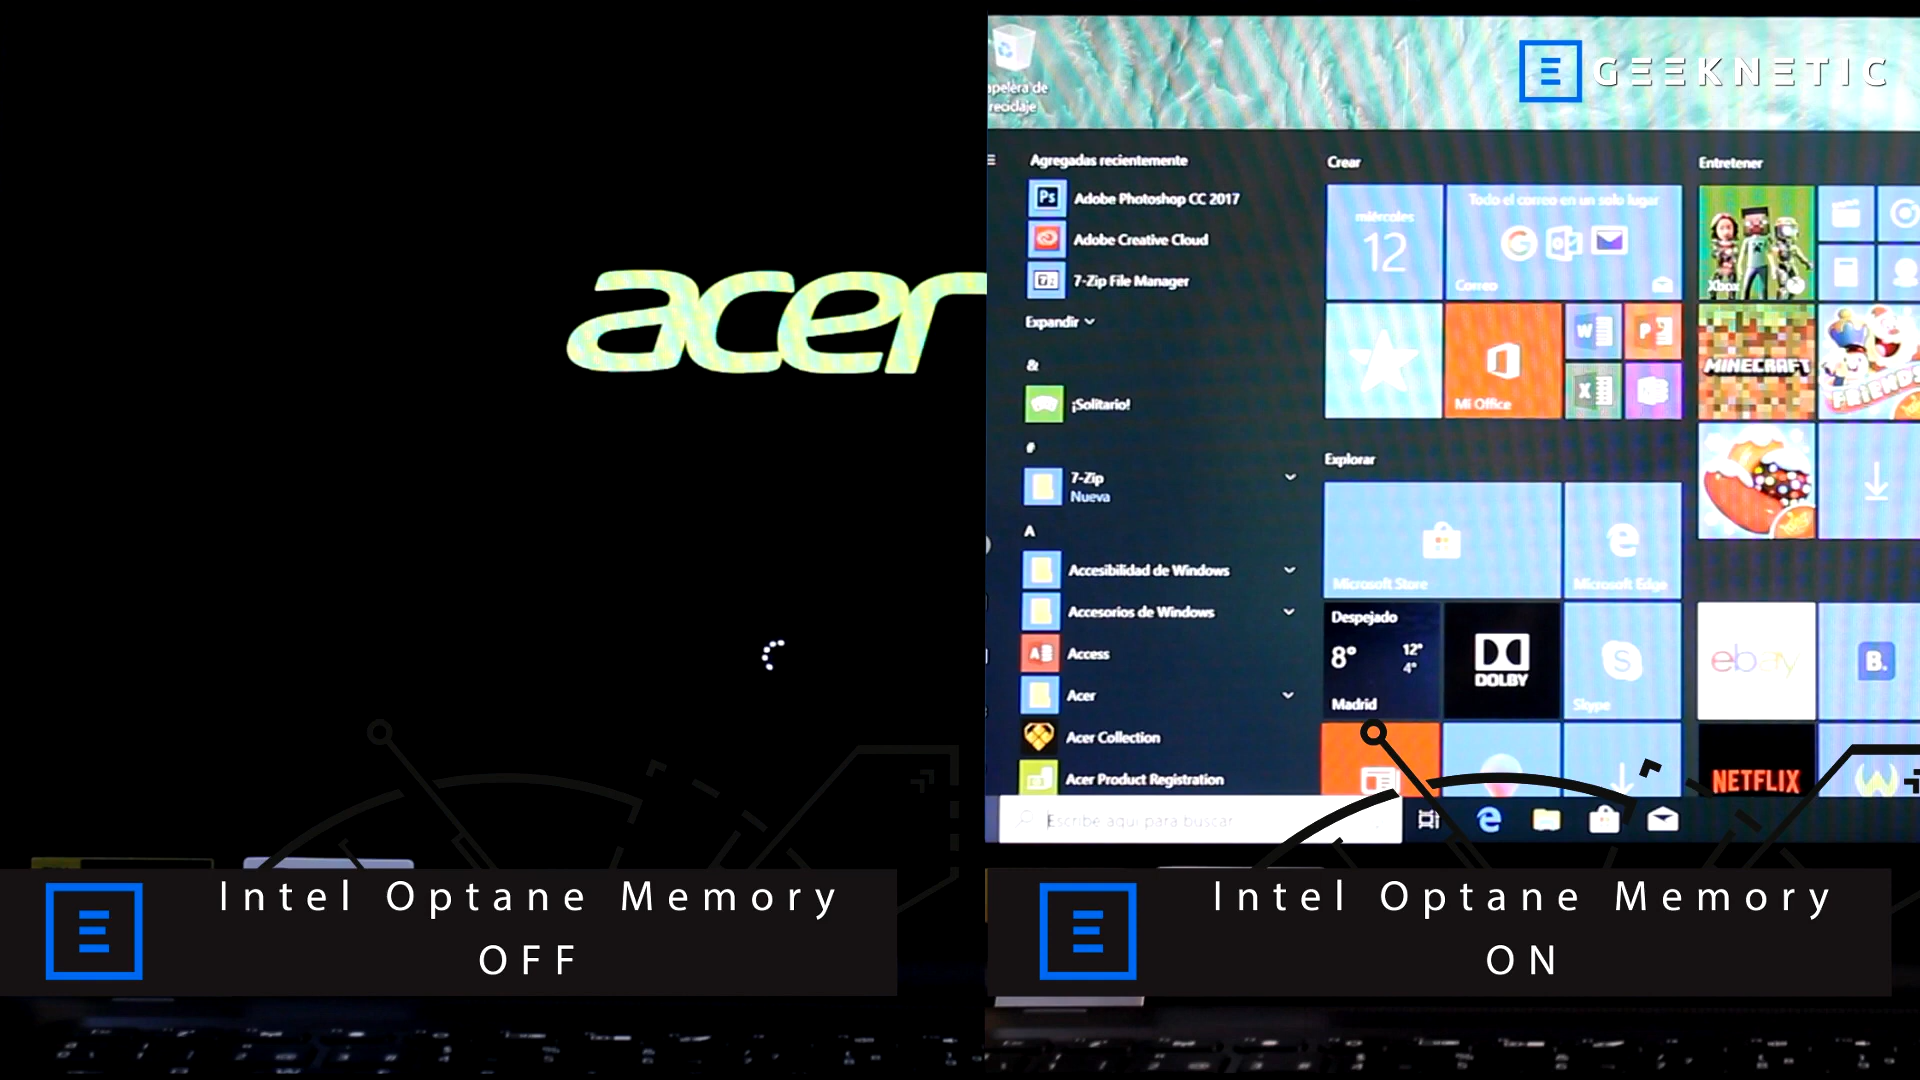 acer
Intel Optane Memory
OFF
GEEKNETIC
Papelera de
reciclaje
Agregadas recientemente
Ps
Adobe Photoshop CC 2017
Adobe Creative Cloud
7-Zip File Manager
Expandir
&
¡Solitario!
#
7-Zip
Nueva
A
Accesibilidad de Windows
Accesorios de Windows
Access
Acer
Acer Collection
Acer Product Registration
Escribe aquí para buscar
Crear
miércoles
12
Todo el correo en un solo lugar
Correo
Mi Office
Explorar
Microsoft Store
Microsoft Edge
Despejado
8° 12°
4°
Madrid
DOLBY
Skype
Entretener
Xbox
MINECRAFT
FRIENDS
ebay
B.
NETFLIX
Intel Optane Memory
ON